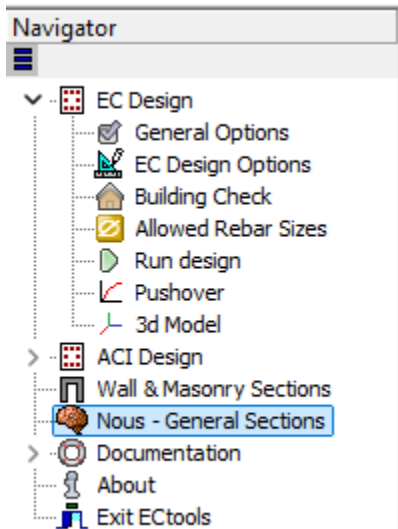 Navigator
EC Design
General Options
EC Design Options
Building Check
Allowed Rebar Sizes
Run design
Pushover
3d Model
ACI Design
Wall & Masonry Sections
Nous - General Sections
Documentation
About
Exit ECtools